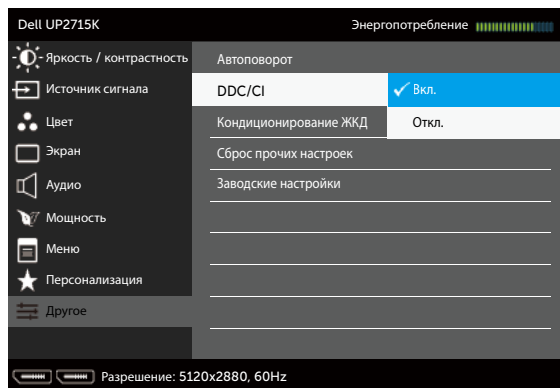 Dell UP2715K Энергопотребление
Яркость / контрастность Автоповорот
Источник сигнала DDC/CI Вкл.
Цвет Кондиционирование ЖКД Откл.
Экран Сброс прочих настроек
Аудио Заводские настройки
Мощность
Меню
Персонализация
Другое
Разрешение: 5120x2880, 60Hz